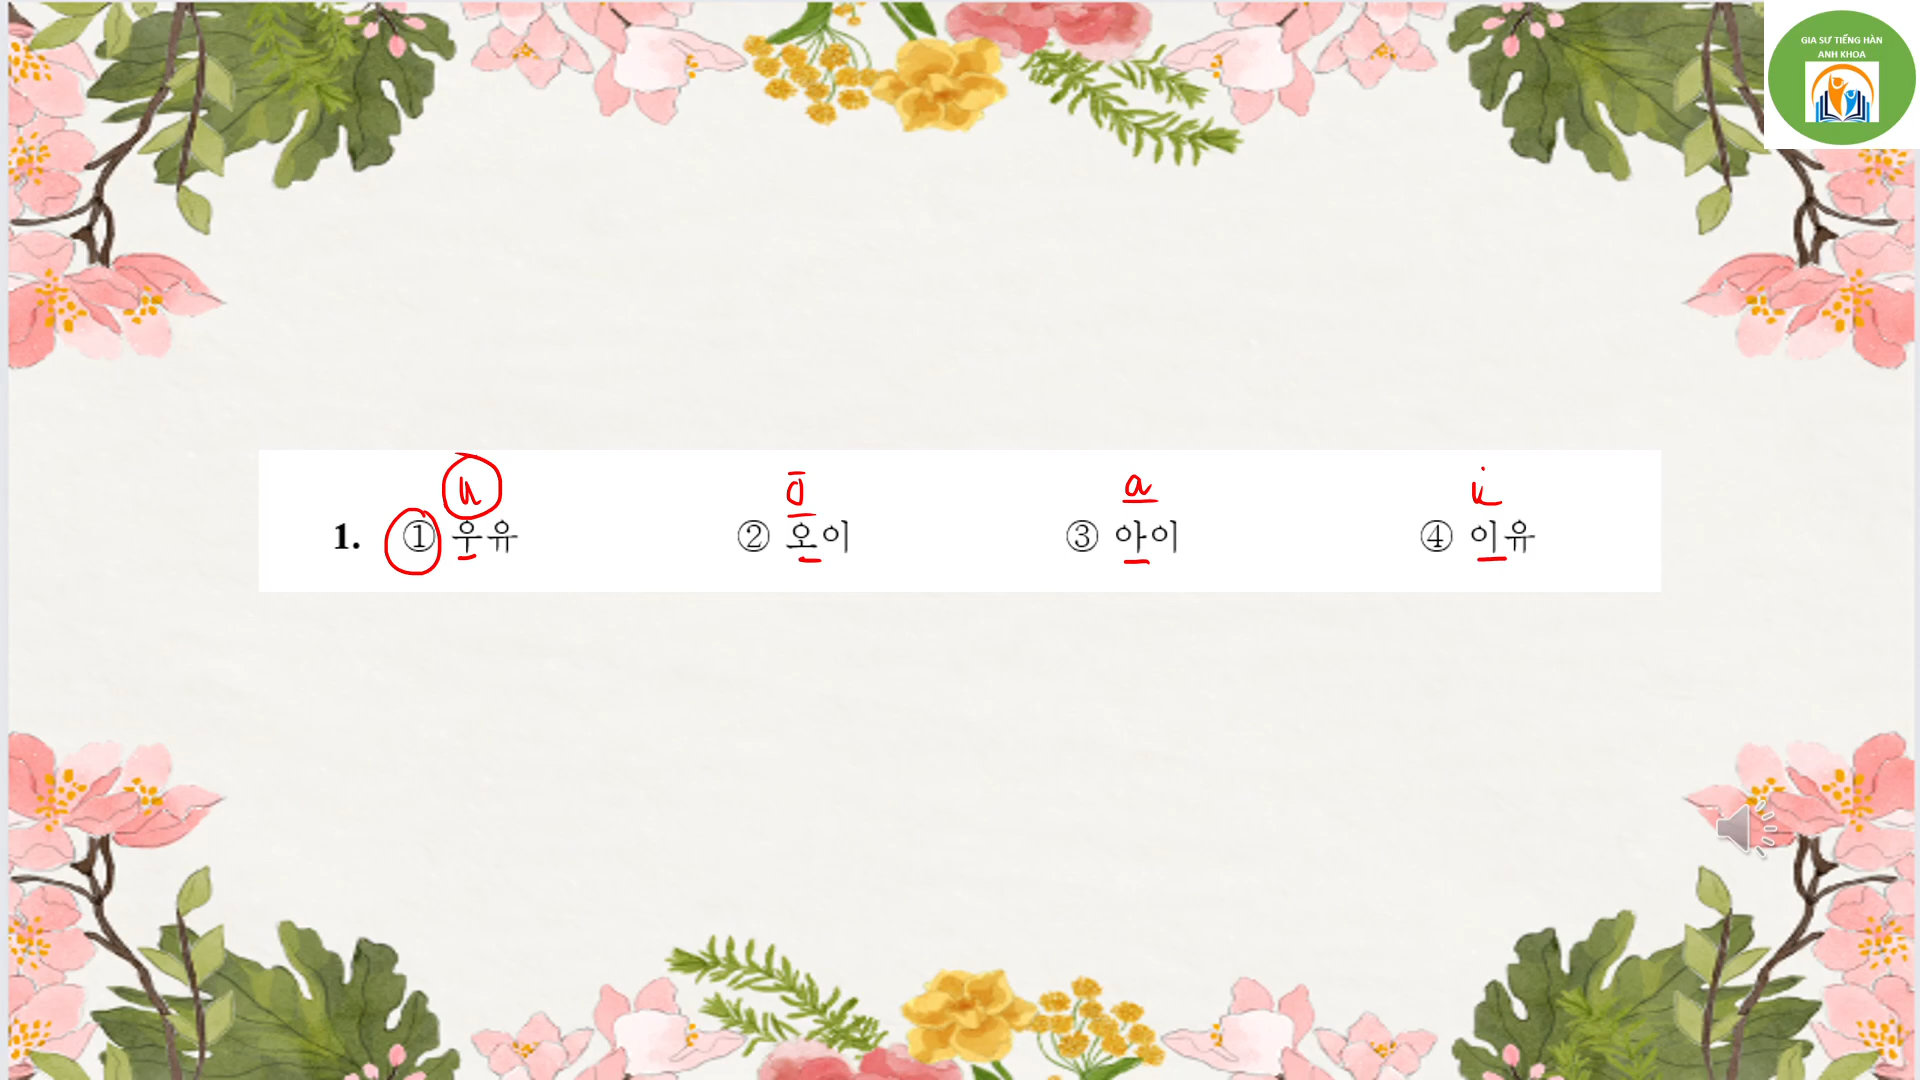 GIA SƯ TIẾNG HÀN
ANH KHOA
u ō a i
1. ① 우유 ② 오이 ③ 아이 ④ 이유